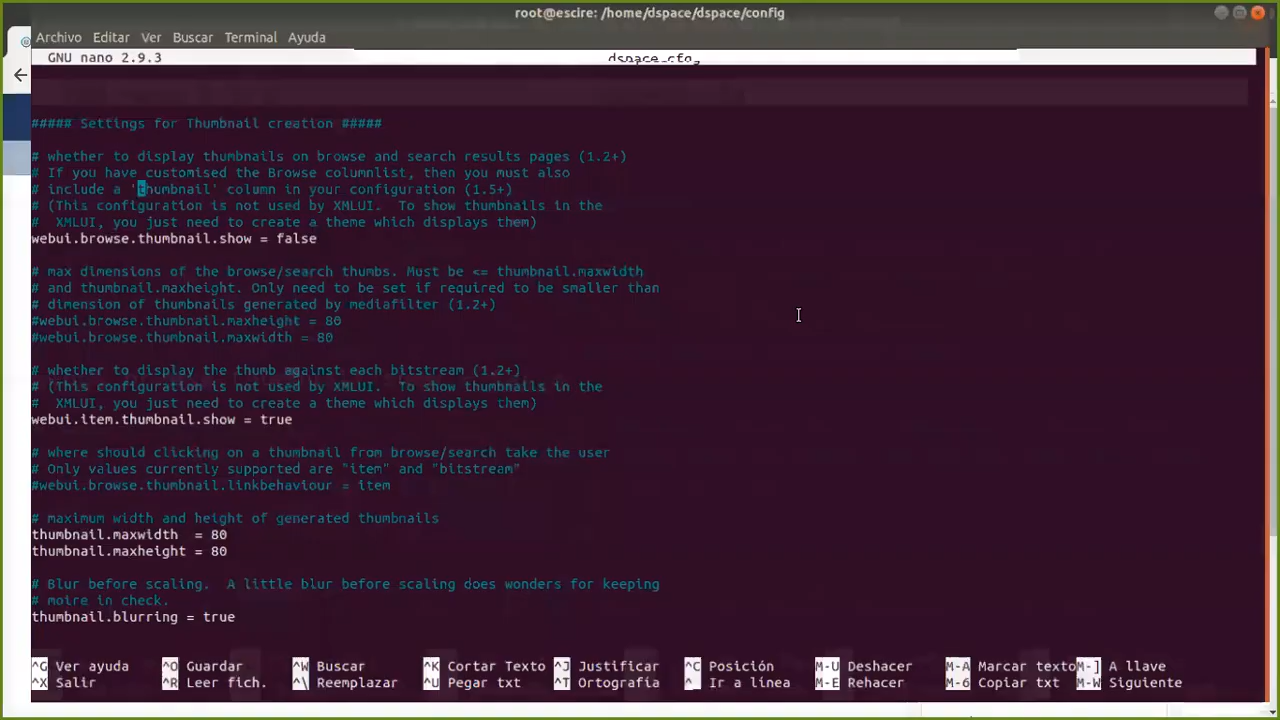 root@escire: /home/dspace/dspace/config
Archivo Editar Ver Buscar Terminal Ayuda
GNU nano 2.9.3 dspace.cfg
##### Settings for Thumbnail creation #####
# whether to display thumbnails on browse and search results pages (1.2+)
# If you have customised the Browse columnlist, then you must also
# include a 'thumbnail' column in your configuration (1.5+)
# (This configuration is not used by XMLUI.  To show thumbnails in the
#  XMLUI, you just need to create a theme which displays them)
webui.browse.thumbnail.show = false
# max dimensions of the browse/search thumbs. Must be <= thumbnail.maxwidth
# and thumbnail.maxheight. Only need to be set if required to be smaller than
# dimension of thumbnails generated by mediafilter (1.2+)
#webui.browse.thumbnail.maxheight = 80
#webui.browse.thumbnail.maxwidth = 80
# whether to display the thumb against each bitstream (1.2+)
# (This configuration is not used by XMLUI.  To show thumbnails in the
#  XMLUI, you just need to create a theme which displays them)
webui.item.thumbnail.show = true
# where should clicking on a thumbnail from browse/search take the user
# Only values currently supported are "item" and "bitstream"
#webui.browse.thumbnail.linkbehaviour = item
# maximum width and height of generated thumbnails
thumbnail.maxwidth  = 80
thumbnail.maxheight = 80
# Blur before scaling.  A little blur before scaling does wonders for keeping
# moire in check.
thumbnail.blurring = true
^G Ver ayuda ^O Guardar ^W Buscar ^K Cortar Texto ^J Justificar ^C Posición M-U Deshacer M-A Marcar texto M-] A llave
^X Salir ^R Leer fich. ^\ Reemplazar ^U Pegar txt ^T Ortografía ^_ Ir a línea M-E Rehacer M-6 Copiar txt M-W Siguiente